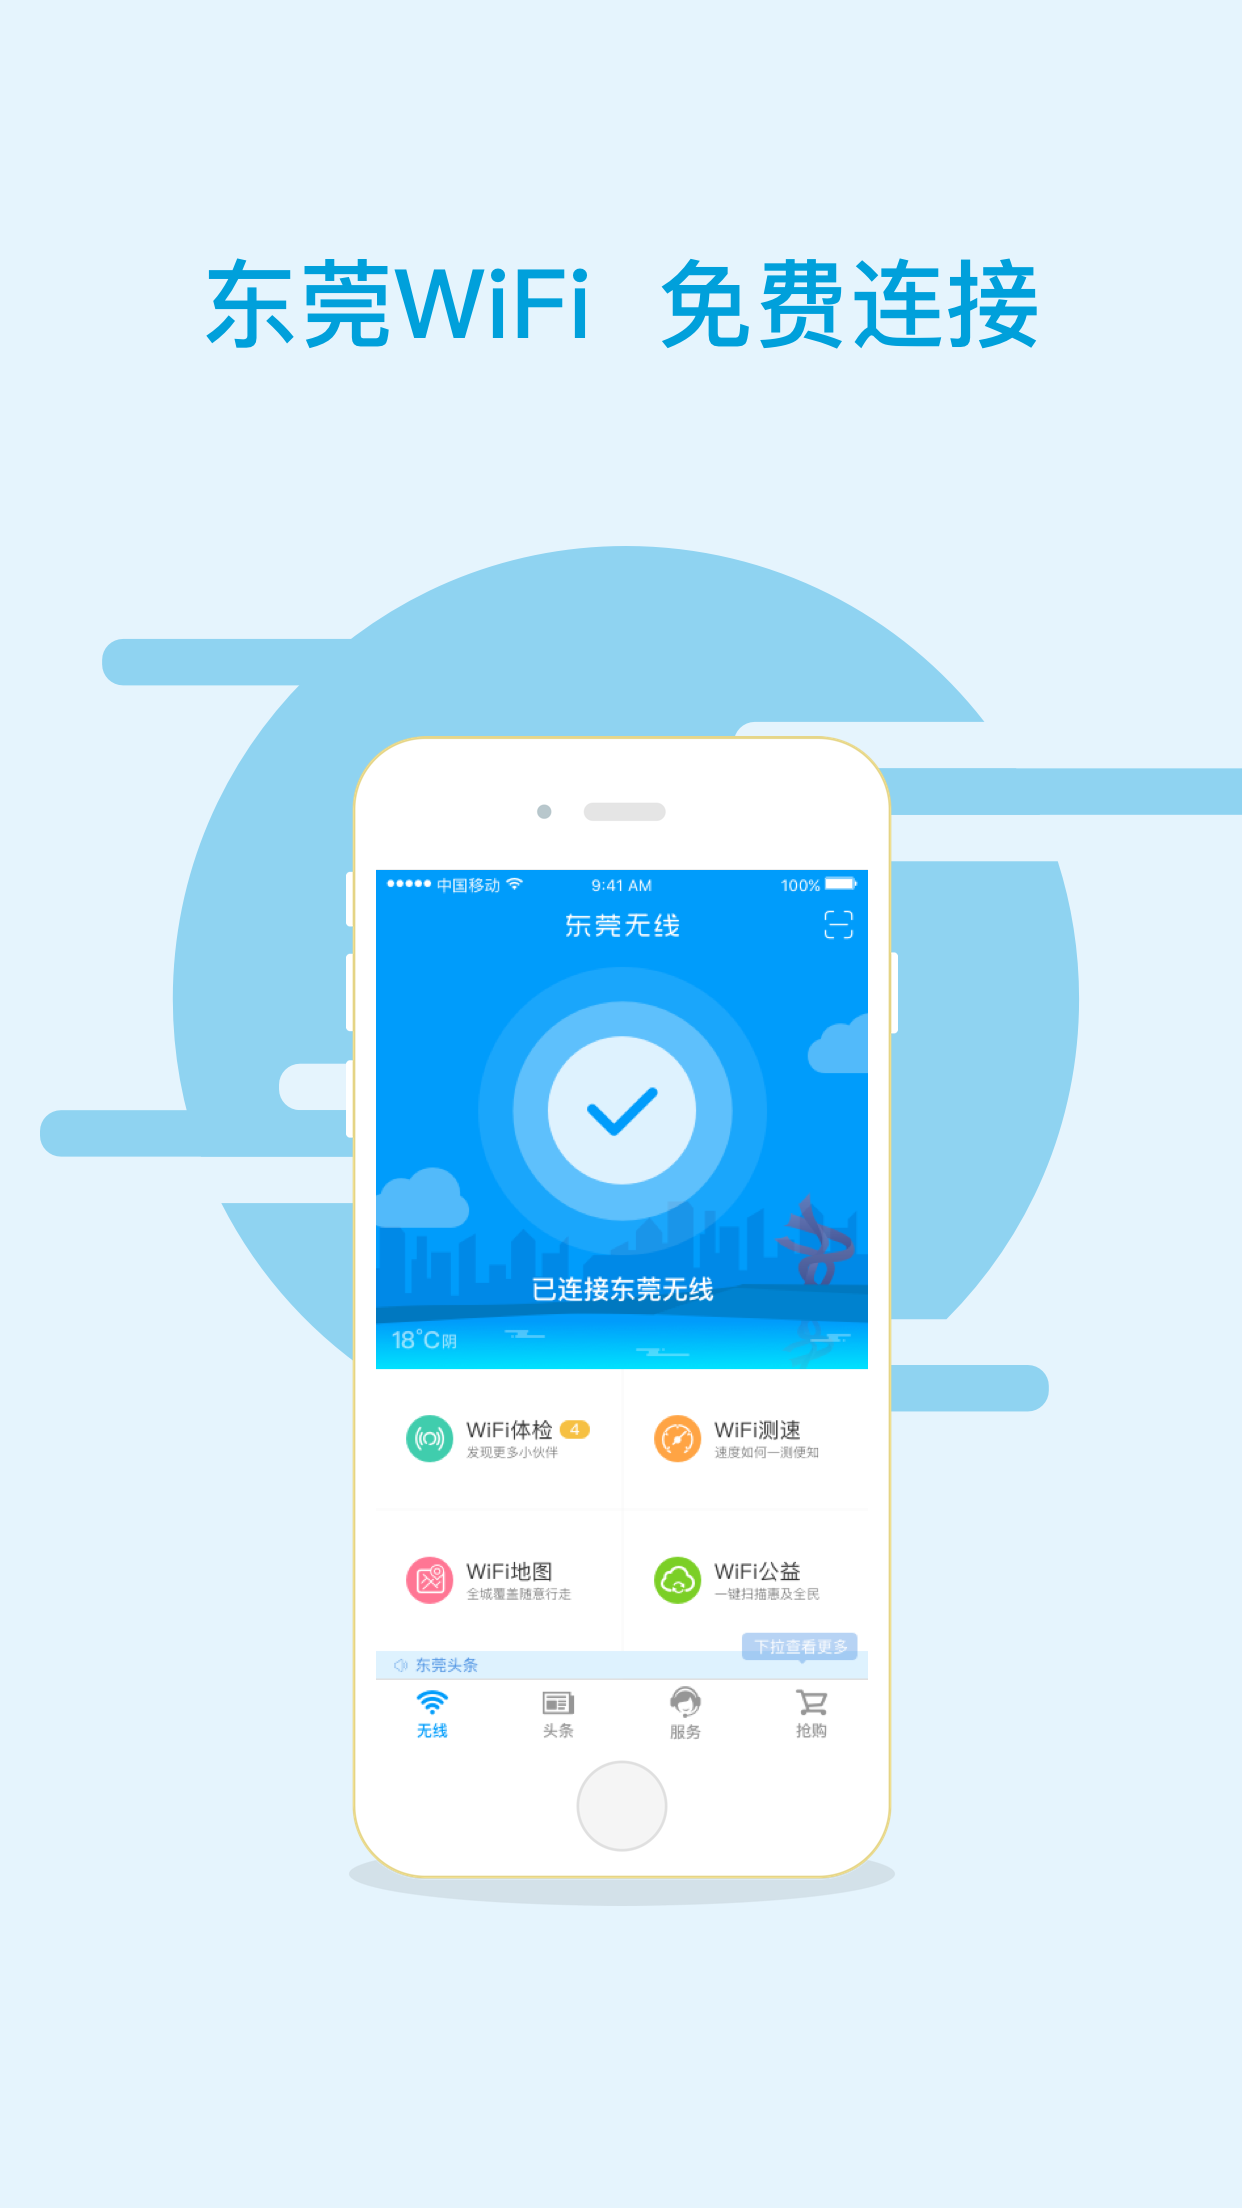 东莞WiFi 免费连接
中国移动 9:41 AM 100%
东莞无线
已连接东莞无线
18°C阴
WiFi体检 4
发现更多小伙伴
WiFi测速
速度如何一测便知
WiFi地图
全城覆盖随意行走
WiFi公益
一键扫描惠及全民
下拉查看更多
东莞头条
无线 头条 服务 抢购